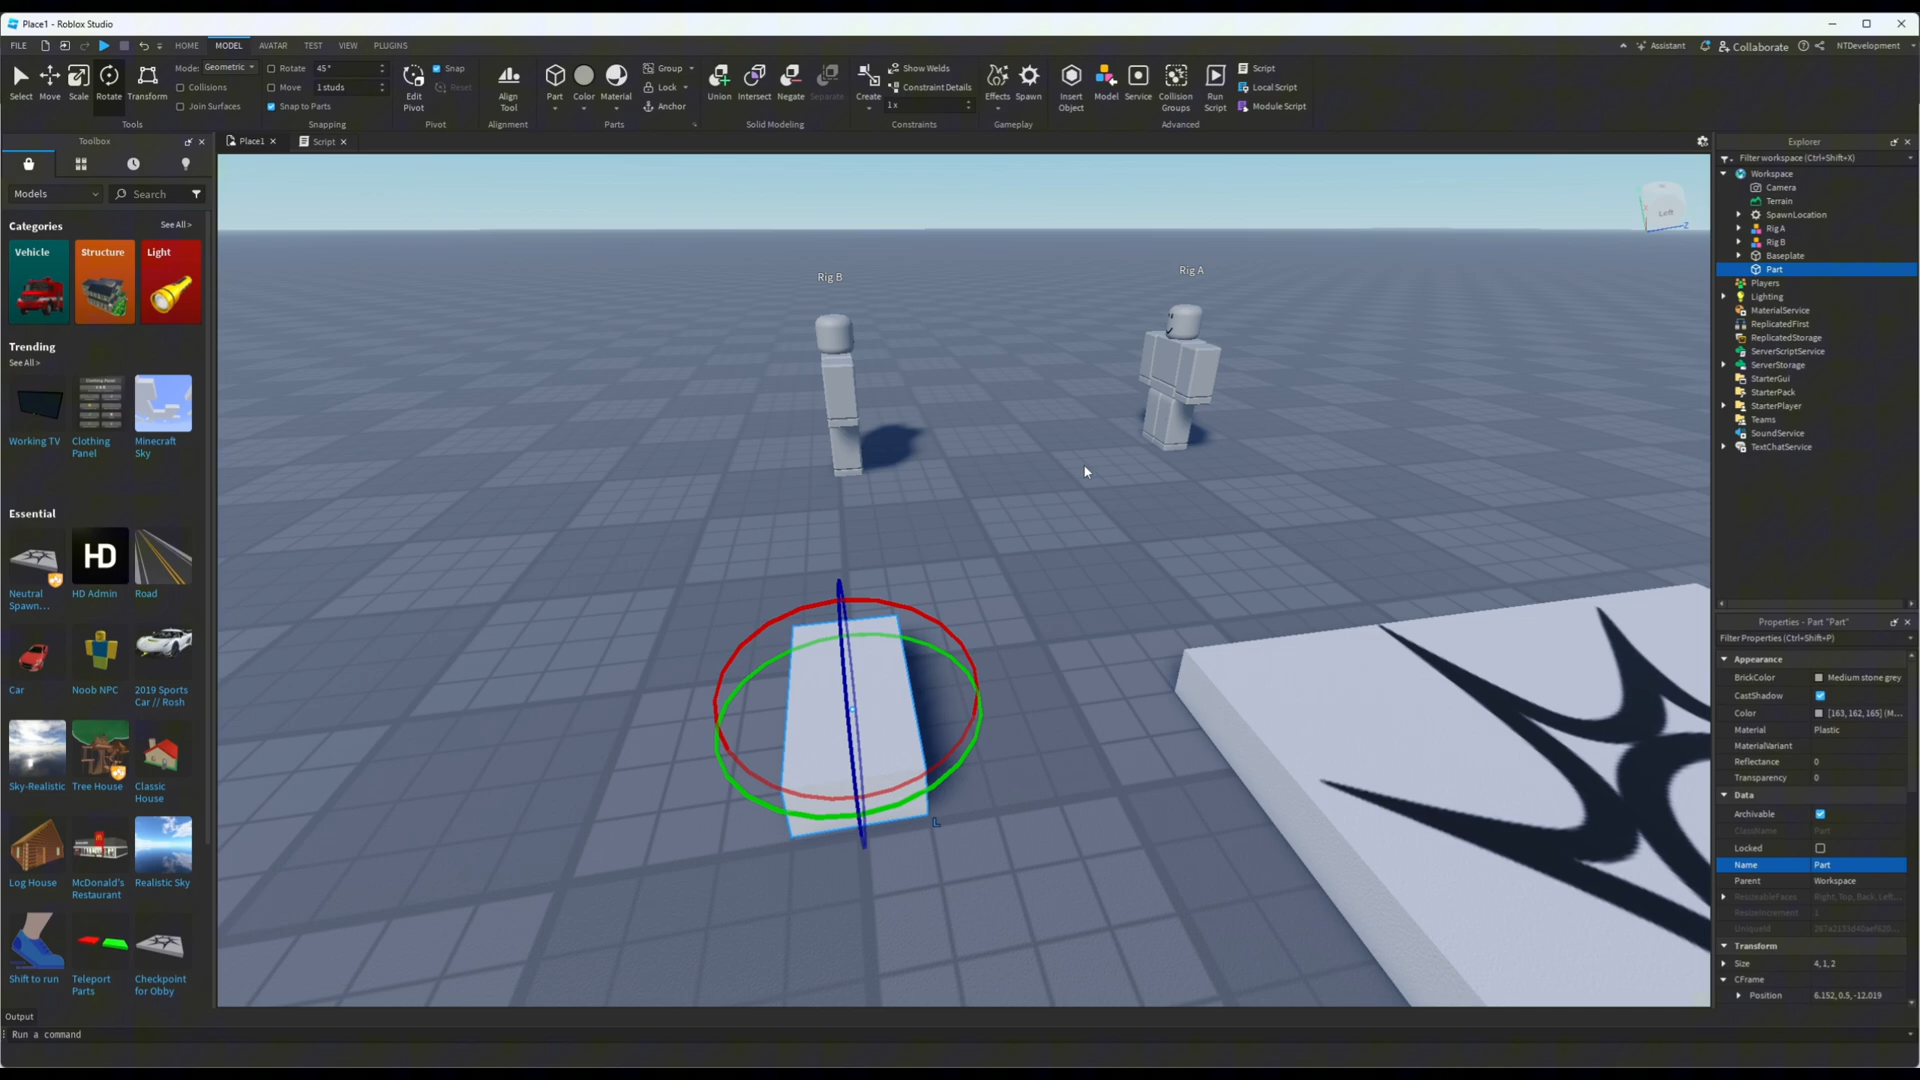 Place1 - Roblox Studio
FILE
HOME
MODEL
AVATAR
TEST
VIEW
PLUGINS
Assistant
Collaborate
NTDevelopment
Select
Move
Scale
Rotate
Transform
Mode:
Geometric
Collisions
Join Surfaces
Tools
Rotate
45°
Move
1 studs
Snap to Parts
Snapping
Edit
Pivot
Snap
Reset
Pivot
Align
Tool
Alignment
Part
Color
Material
Group
Lock
Anchor
Parts
Union
Intersect
Negate
Separate
Solid Modeling
Create
Show Welds
Constraint Details
1x
Constraints
Effects
Spawn
Gameplay
Insert
Object
Model
Service
Collision
Groups
Run
Script
Script
Local Script
Module Script
Advanced
Toolbox
Models
Search
Categories
See All >
Vehicle
Structure
Light
Trending
See All >
Working TV
Clothing
Panel
Minecraft
Sky
Essential
Neutral
Spawn...
HD
HD Admin
Road
Car
Noob NPC
2019 Sports
Car // Rosh
Sky-Realistic
Tree House
Classic
House
Log House
McDonald's
Restaurant
Realistic Sky
Shift to run
Teleport
Parts
Checkpoint
for Obby
Place1
Script
Rig B
Rig A
Left
Z
L
Explorer
Filter workspace (Ctrl+Shift+X)
Workspace
Camera
Terrain
SpawnLocation
Rig A
Rig B
Baseplate
Part
Players
Lighting
MaterialService
ReplicatedFirst
ReplicatedStorage
ServerScriptService
ServerStorage
StarterGui
StarterPack
StarterPlayer
Teams
SoundService
TextChatService
Properties - Part "Part"
Filter Properties (Ctrl+Shift+P)
Appearance
BrickColor
Medium stone grey
CastShadow
Color
[163, 162, 165] (M...
Material
Plastic
MaterialVariant
Reflectance
0
Transparency
0
Data
Archivable
ClassName
Part
Locked
Name
Part
Parent
Workspace
ResizeableFaces
Right, Top, Back, Left...
ResizeIncrement
1
UniqueId
Transform
Size
4, 1, 2
CFrame
Position
6.152, 0.5, -12.019
Output
Run a command